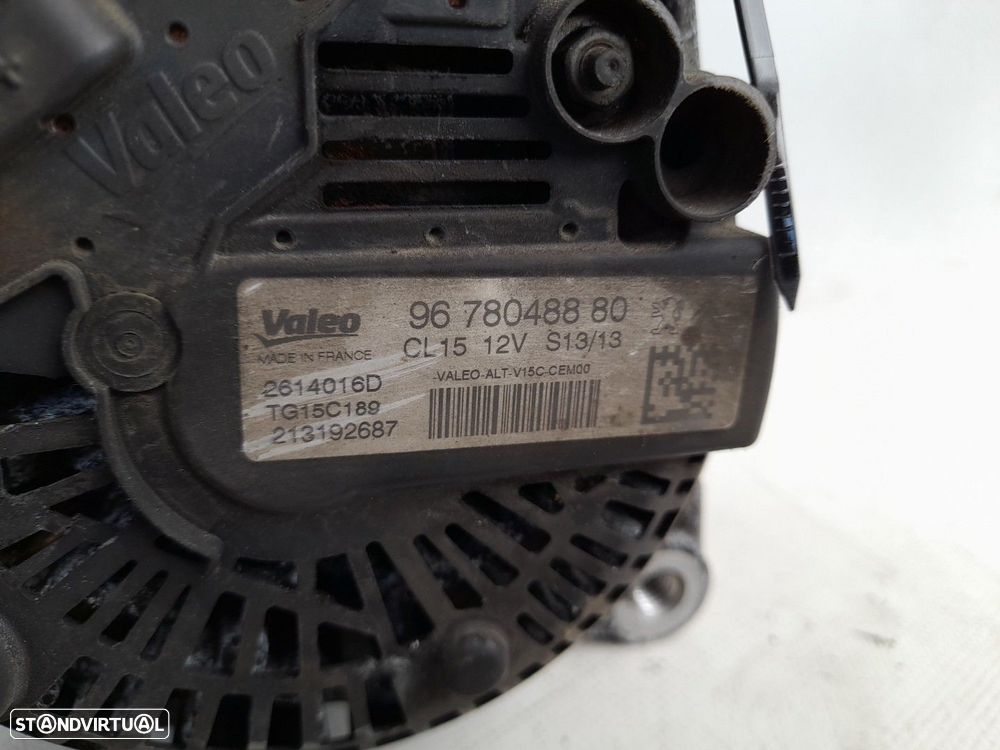 Valeo
Valeo
96 780488 80
MADE IN FRANCE
CL15 12V S13/13
2614016D
-VALEO-ALT-V15C-CEM00
TG15C189
213192687
STANDVIRTUAL